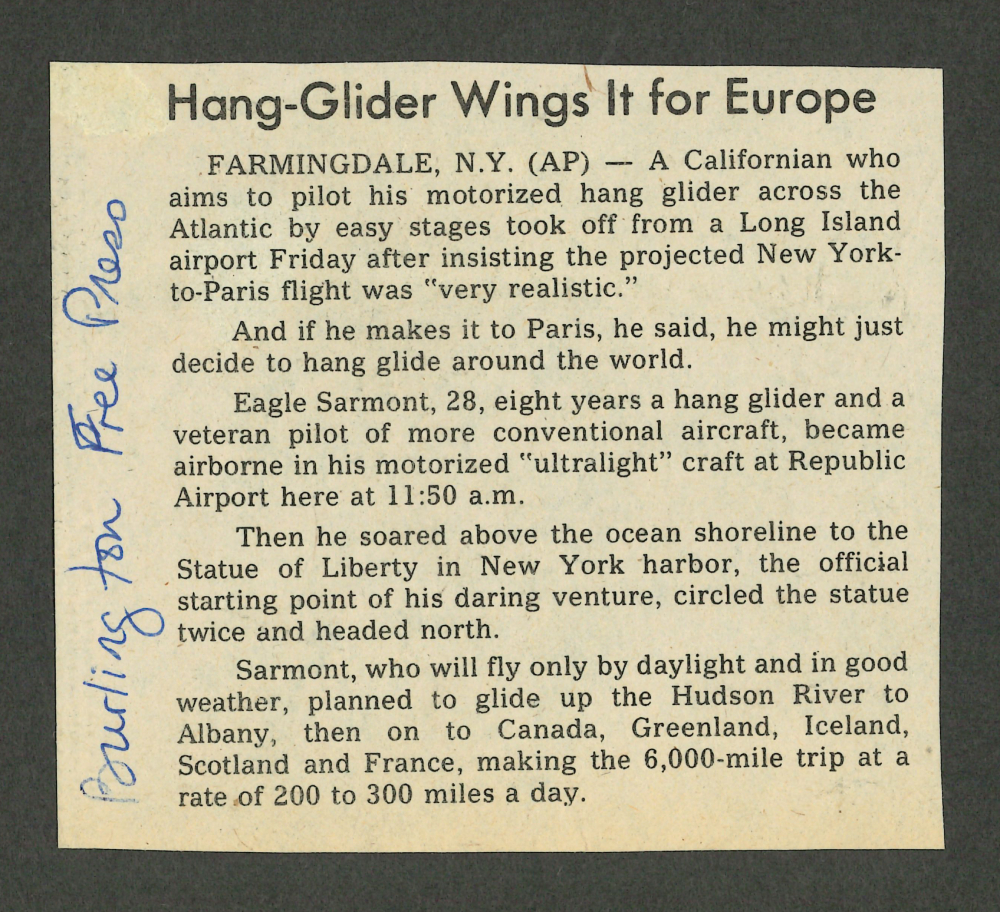 Hang-Glider Wings It for Europe
FARMINGDALE, N.Y. (AP) — A Californian who
aims to pilot his motorized hang glider across the
Atlantic by easy stages took off from a Long Island
airport Friday after insisting the projected New York-
to-Paris flight was "very realistic."
And if he makes it to Paris, he said, he might just
decide to hang glide around the world.
Eagle Sarmont, 28, eight years a hang glider and a
veteran pilot of more conventional aircraft, became
airborne in his motorized "ultralight" craft at Republic
Airport here at 11:50 a.m.
Then he soared above the ocean shoreline to the
Statue of Liberty in New York harbor, the official
starting point of his daring venture, circled the statue
twice and headed north.
Sarmont, who will fly only by daylight and in good
weather, planned to glide up the Hudson River to
Albany, then on to Canada, Greenland, Iceland,
Scotland and France, making the 6,000-mile trip at a
rate of 200 to 300 miles a day.
Burlington Free Press